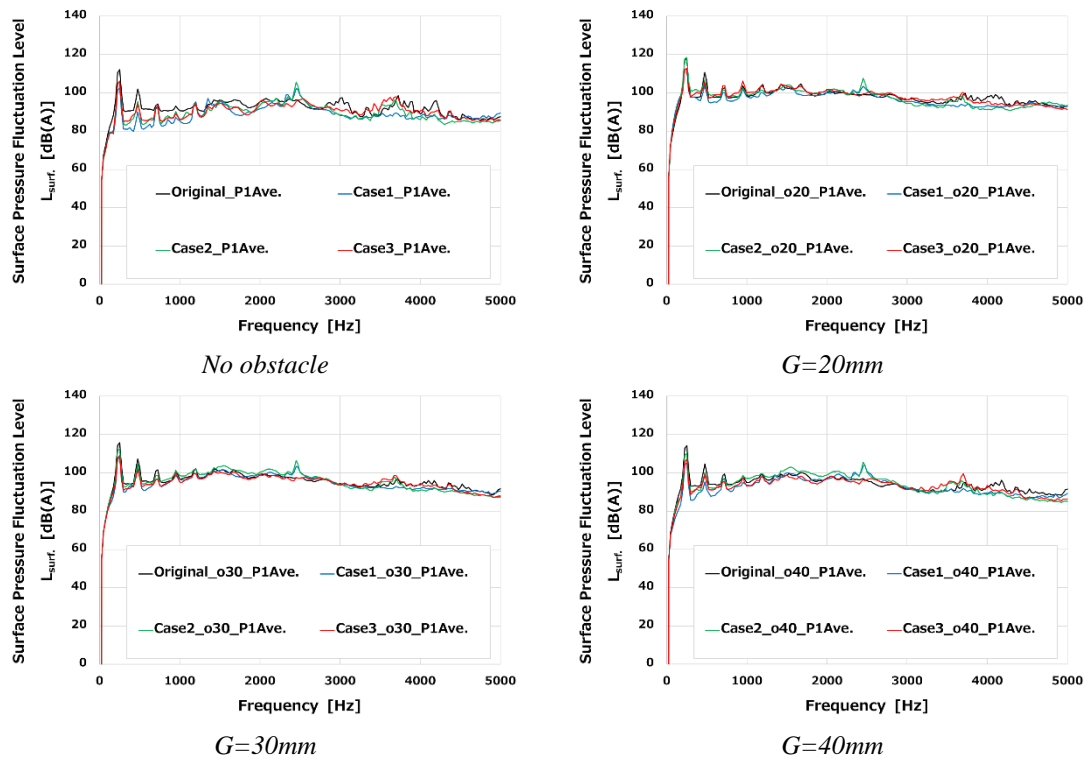 Surface Pressure Fluctuation Level
L_surf. [dB(A)]
140
120
100
80
60
40
20
0
Original_P1Ave.
Case1_P1Ave.
Case2_P1Ave.
Case3_P1Ave.
0 1000 2000 3000 4000 5000
Frequency [Hz]
No obstacle
Surface Pressure Fluctuation Level
L_surf. [dB(A)]
140
120
100
80
60
40
20
0
Original_o20_P1Ave.
Case1_o20_P1Ave.
Case2_o20_P1Ave.
Case3_o20_P1Ave.
0 1000 2000 3000 4000 5000
Frequency [Hz]
G=20mm
Surface Pressure Fluctuation Level
L_surf. [dB(A)]
140
120
100
80
60
40
20
0
Original_o30_P1Ave.
Case1_o30_P1Ave.
Case2_o30_P1Ave.
Case3_o30_P1Ave.
0 1000 2000 3000 4000 5000
Frequency [Hz]
G=30mm
Surface Pressure Fluctuation Level
L_surf. [dB(A)]
140
120
100
80
60
40
20
0
Original_o40_P1Ave.
Case1_o40_P1Ave.
Case2_o40_P1Ave.
Case3_o40_P1Ave.
0 1000 2000 3000 4000 5000
Frequency [Hz]
G=40mm